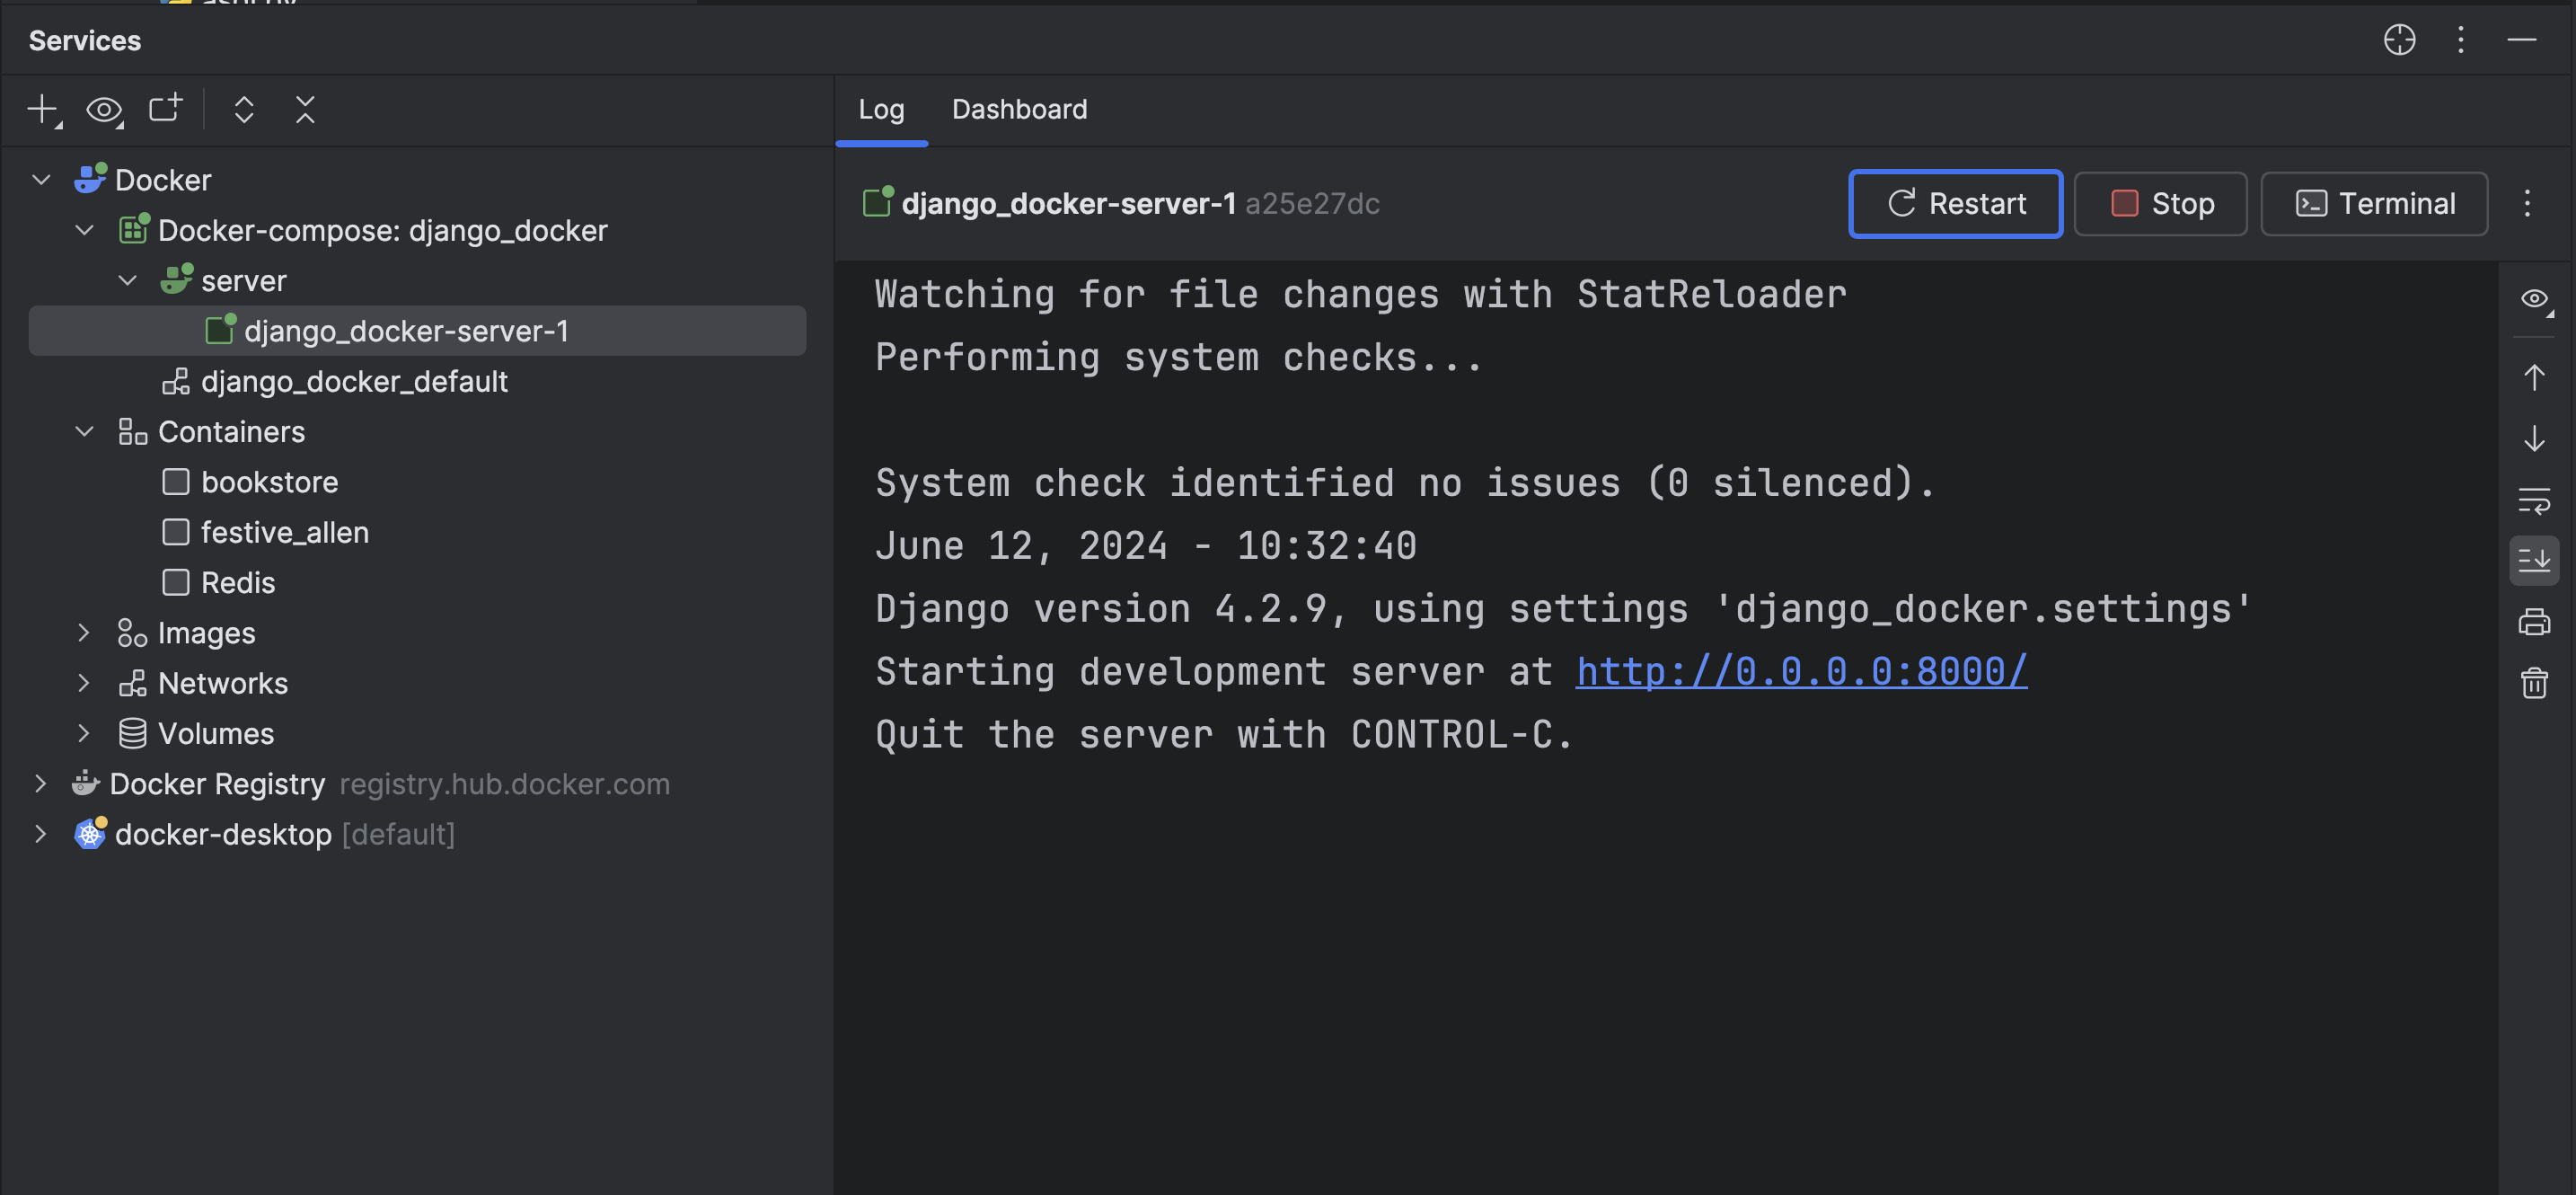 Services
Log Dashboard
Docker
Docker-compose: django_docker
server
django_docker-server-1
django_docker_default
Containers
bookstore
festive_allen
Redis
Images
Networks
Volumes
Docker Registry registry.hub.docker.com
docker-desktop [default]
django_docker-server-1 a25e27dc
Restart
Stop
Terminal
Watching for file changes with StatReloader
Performing system checks...
System check identified no issues (0 silenced).
June 12, 2024 - 10:32:40
Django version 4.2.9, using settings 'django_docker.settings'
Starting development server at http://0.0.0.0:8000/
Quit the server with CONTROL-C.